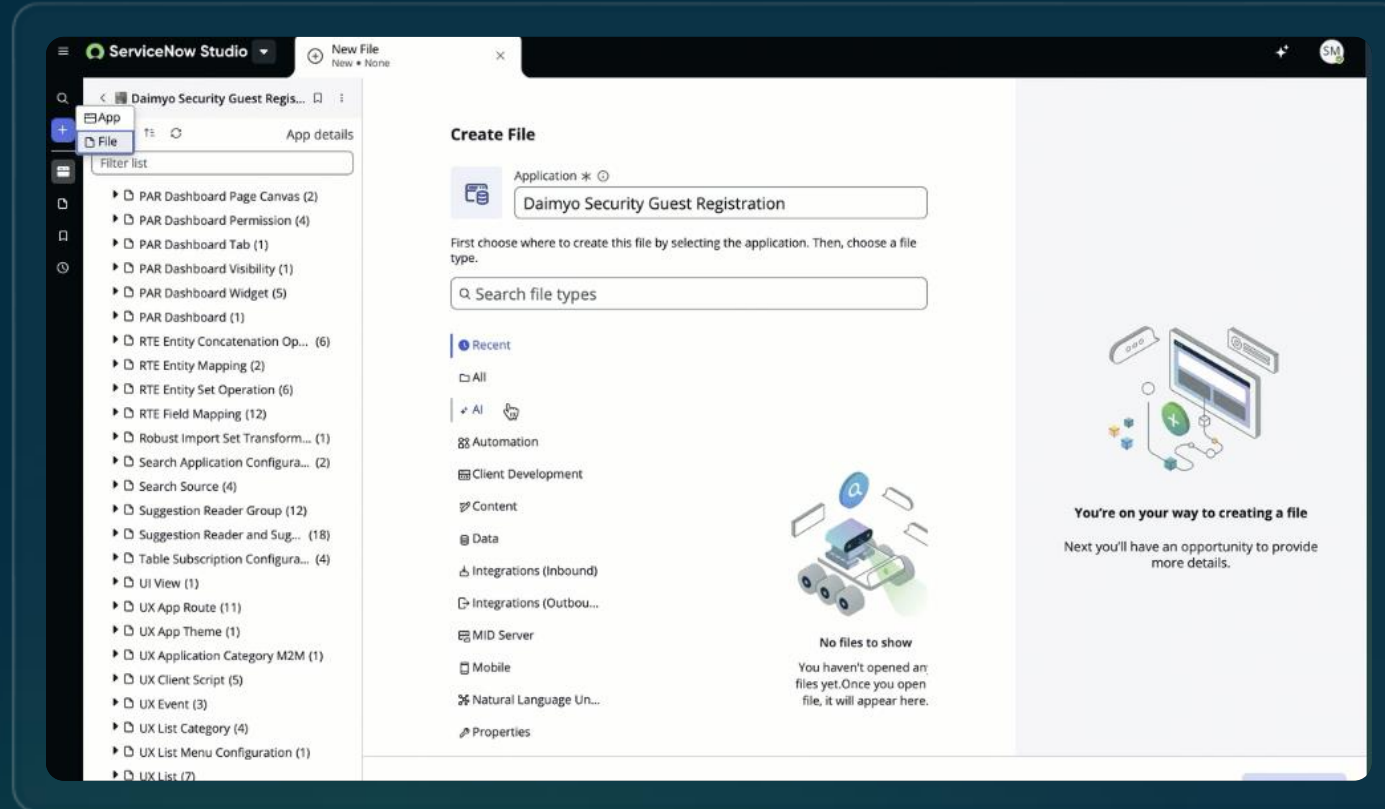 ServiceNow Studio
New File
New • None
SM
Daimyo Security Guest Regis...
App
File
App details
Filter list
PAR Dashboard Page Canvas (2)
PAR Dashboard Permission (4)
PAR Dashboard Tab (1)
PAR Dashboard Visibility (1)
PAR Dashboard Widget (5)
PAR Dashboard (1)
RTE Entity Concatenation Op... (6)
RTE Entity Mapping (2)
RTE Entity Set Operation (6)
RTE Field Mapping (12)
Robust Import Set Transform... (1)
Search Application Configura... (2)
Search Source (4)
Suggestion Reader Group (12)
Suggestion Reader and Sug... (18)
Table Subscription Configura... (4)
UI View (1)
UX App Route (11)
UX App Theme (1)
UX Application Category M2M (1)
UX Client Script (5)
UX Event (3)
UX List Category (4)
UX List Menu Configuration (1)
UX List (7)
Create File
Application *
Daimyo Security Guest Registration
First choose where to create this file by selecting the application. Then, choose a file
type.
Search file types
Recent
All
AI
Automation
Client Development
Content
Data
Integrations (Inbound)
Integrations (Outbou...
MID Server
Mobile
Natural Language Un...
Properties
No files to show
You haven't opened any
files yet.Once you open
file, it will appear here.
You're on your way to creating a file
Next you'll have an opportunity to provide
more details.